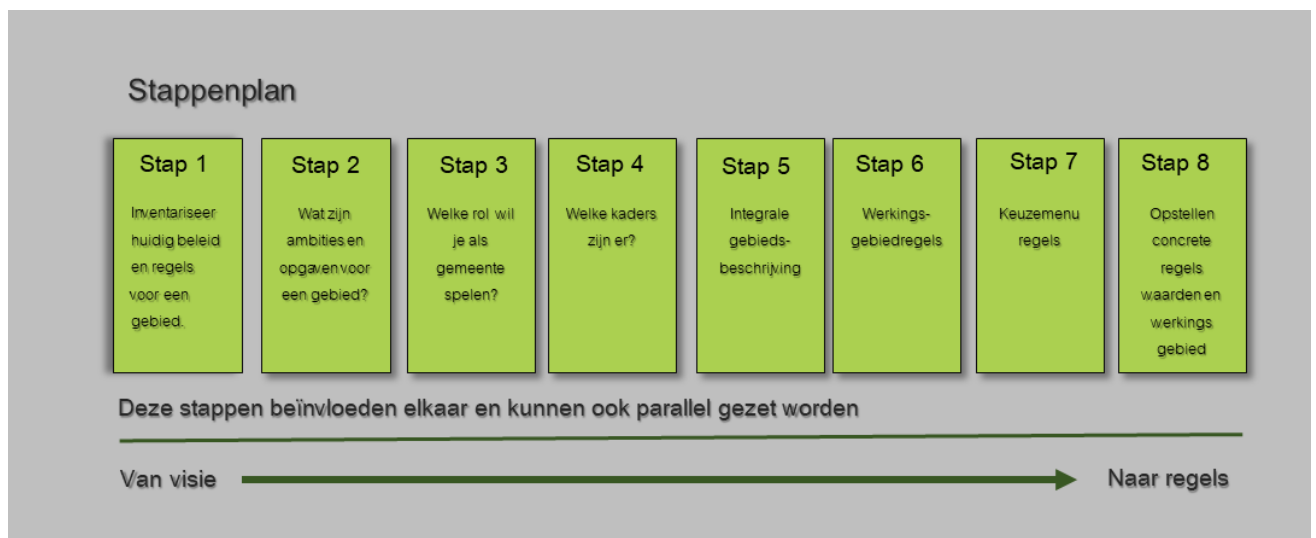 Stappenplan
Stap 1
Inventariseer
huidig beleid
en regels
voor een
gebied.
Stap 2
Wat zijn
ambities en
opgaven voor
een gebied?
Stap 3
Welke rol wil
je als
gemeente
spelen?
Stap 4
Welke kaders
zijn er?
Stap 5
Integrale
gebieds-
beschrijving
Stap 6
Werkings-
gebiedregels
Stap 7
Keuzemenu
regels
Stap 8
Opstellen
concrete
regels
waarden en
werkings
gebied
Deze stappen beïnvloeden elkaar en kunnen ook parallel gezet worden
Van visie
Naar regels